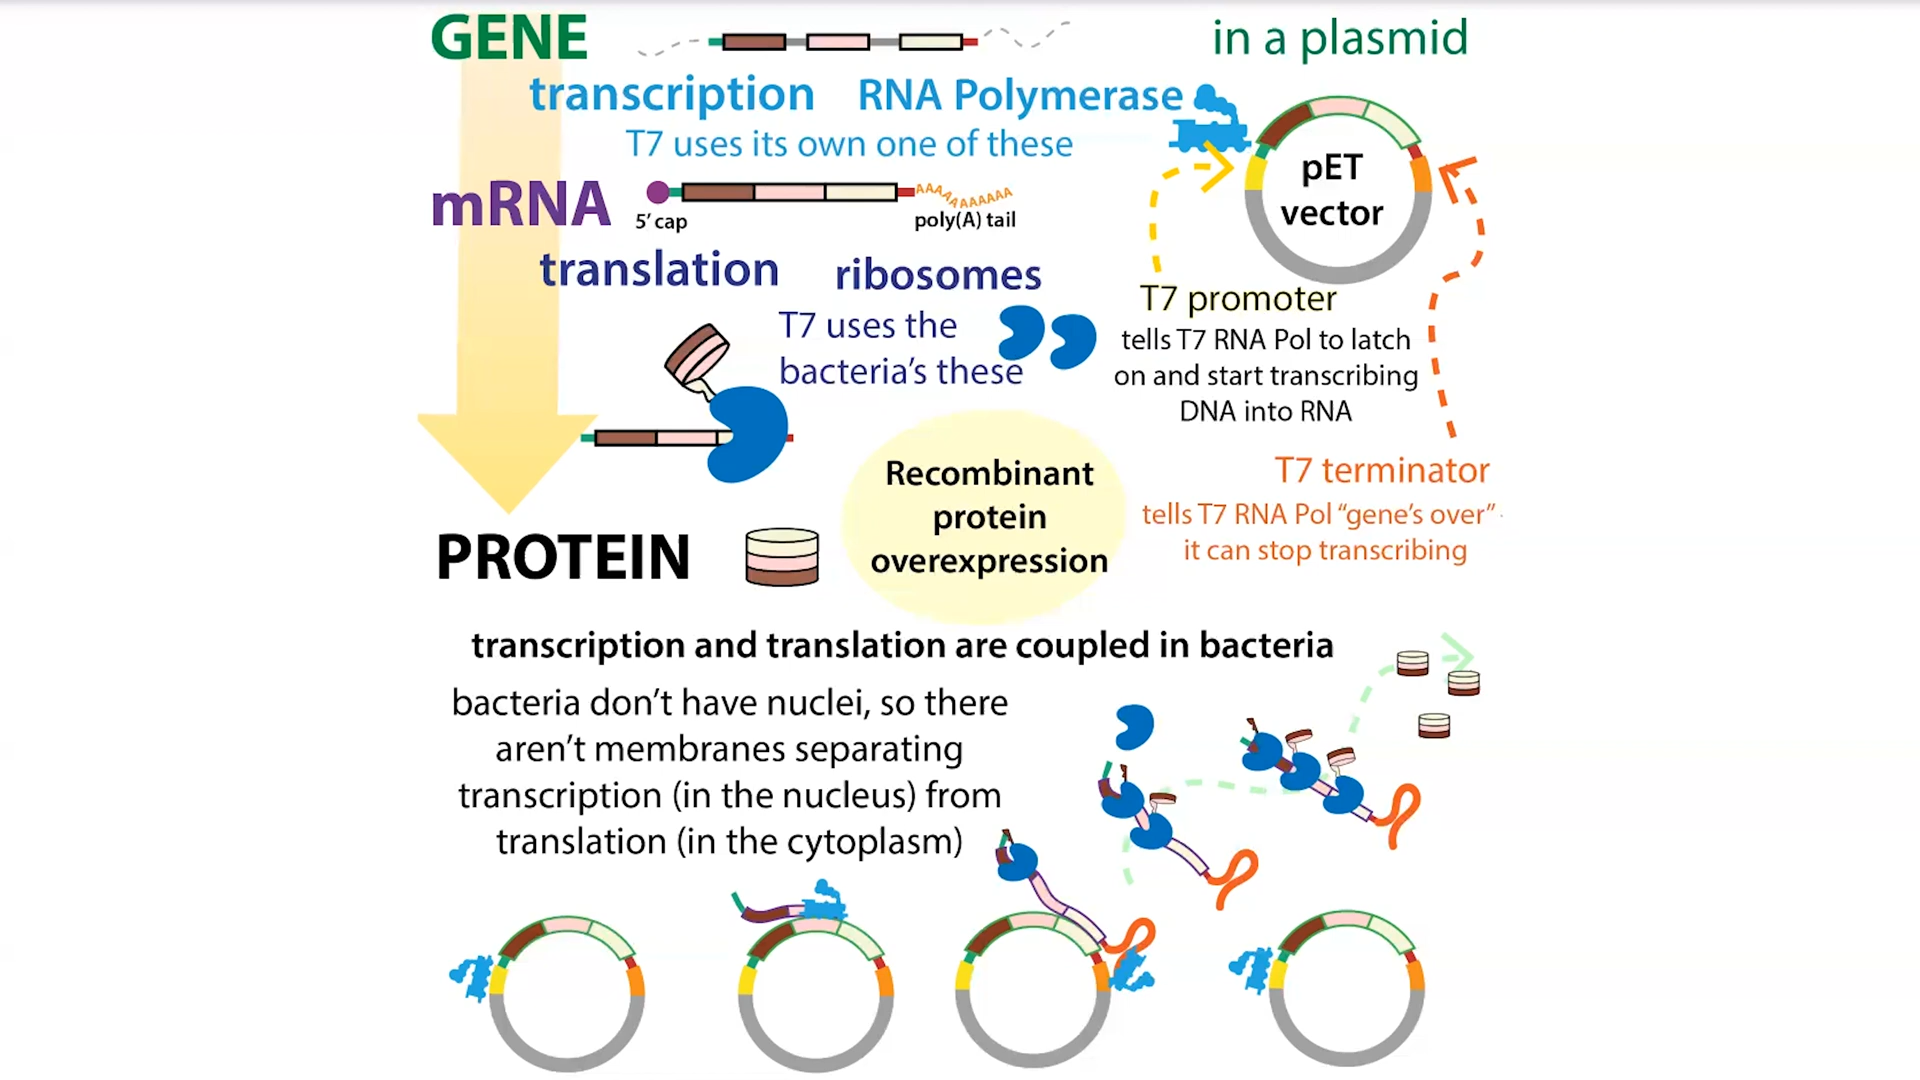 GENE
in a plasmid
transcription RNA Polymerase
T7 uses its own one of these
pET
vector
mRNA
5’ cap
AAAAAAAAAAA
poly(A) tail
translation ribosomes
T7 uses the
bacteria’s these
T7 promoter
tells T7 RNA Pol to latch
on and start transcribing
DNA into RNA
T7 terminator
tells T7 RNA Pol “gene’s over”
it can stop transcribing
Recombinant
protein
overexpression
PROTEIN
transcription and translation are coupled in bacteria
bacteria don’t have nuclei, so there
aren’t membranes separating
transcription (in the nucleus) from
translation (in the cytoplasm)